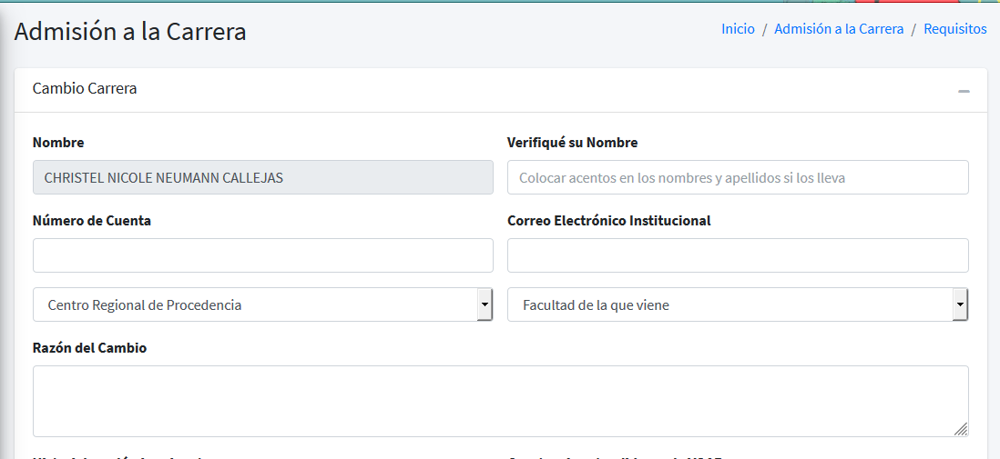 Admisión a la Carrera
Inicio / Admisión a la Carrera / Requisitos
Cambio Carrera
Nombre
Verifiqué su Nombre
CHRISTEL NICOLE NEUMANN CALLEJAS
Colocar acentos en los nombres y apellidos si los lleva
Número de Cuenta
Correo Electrónico Institucional
Centro Regional de Procedencia
Facultad de la que viene
Razón del Cambio